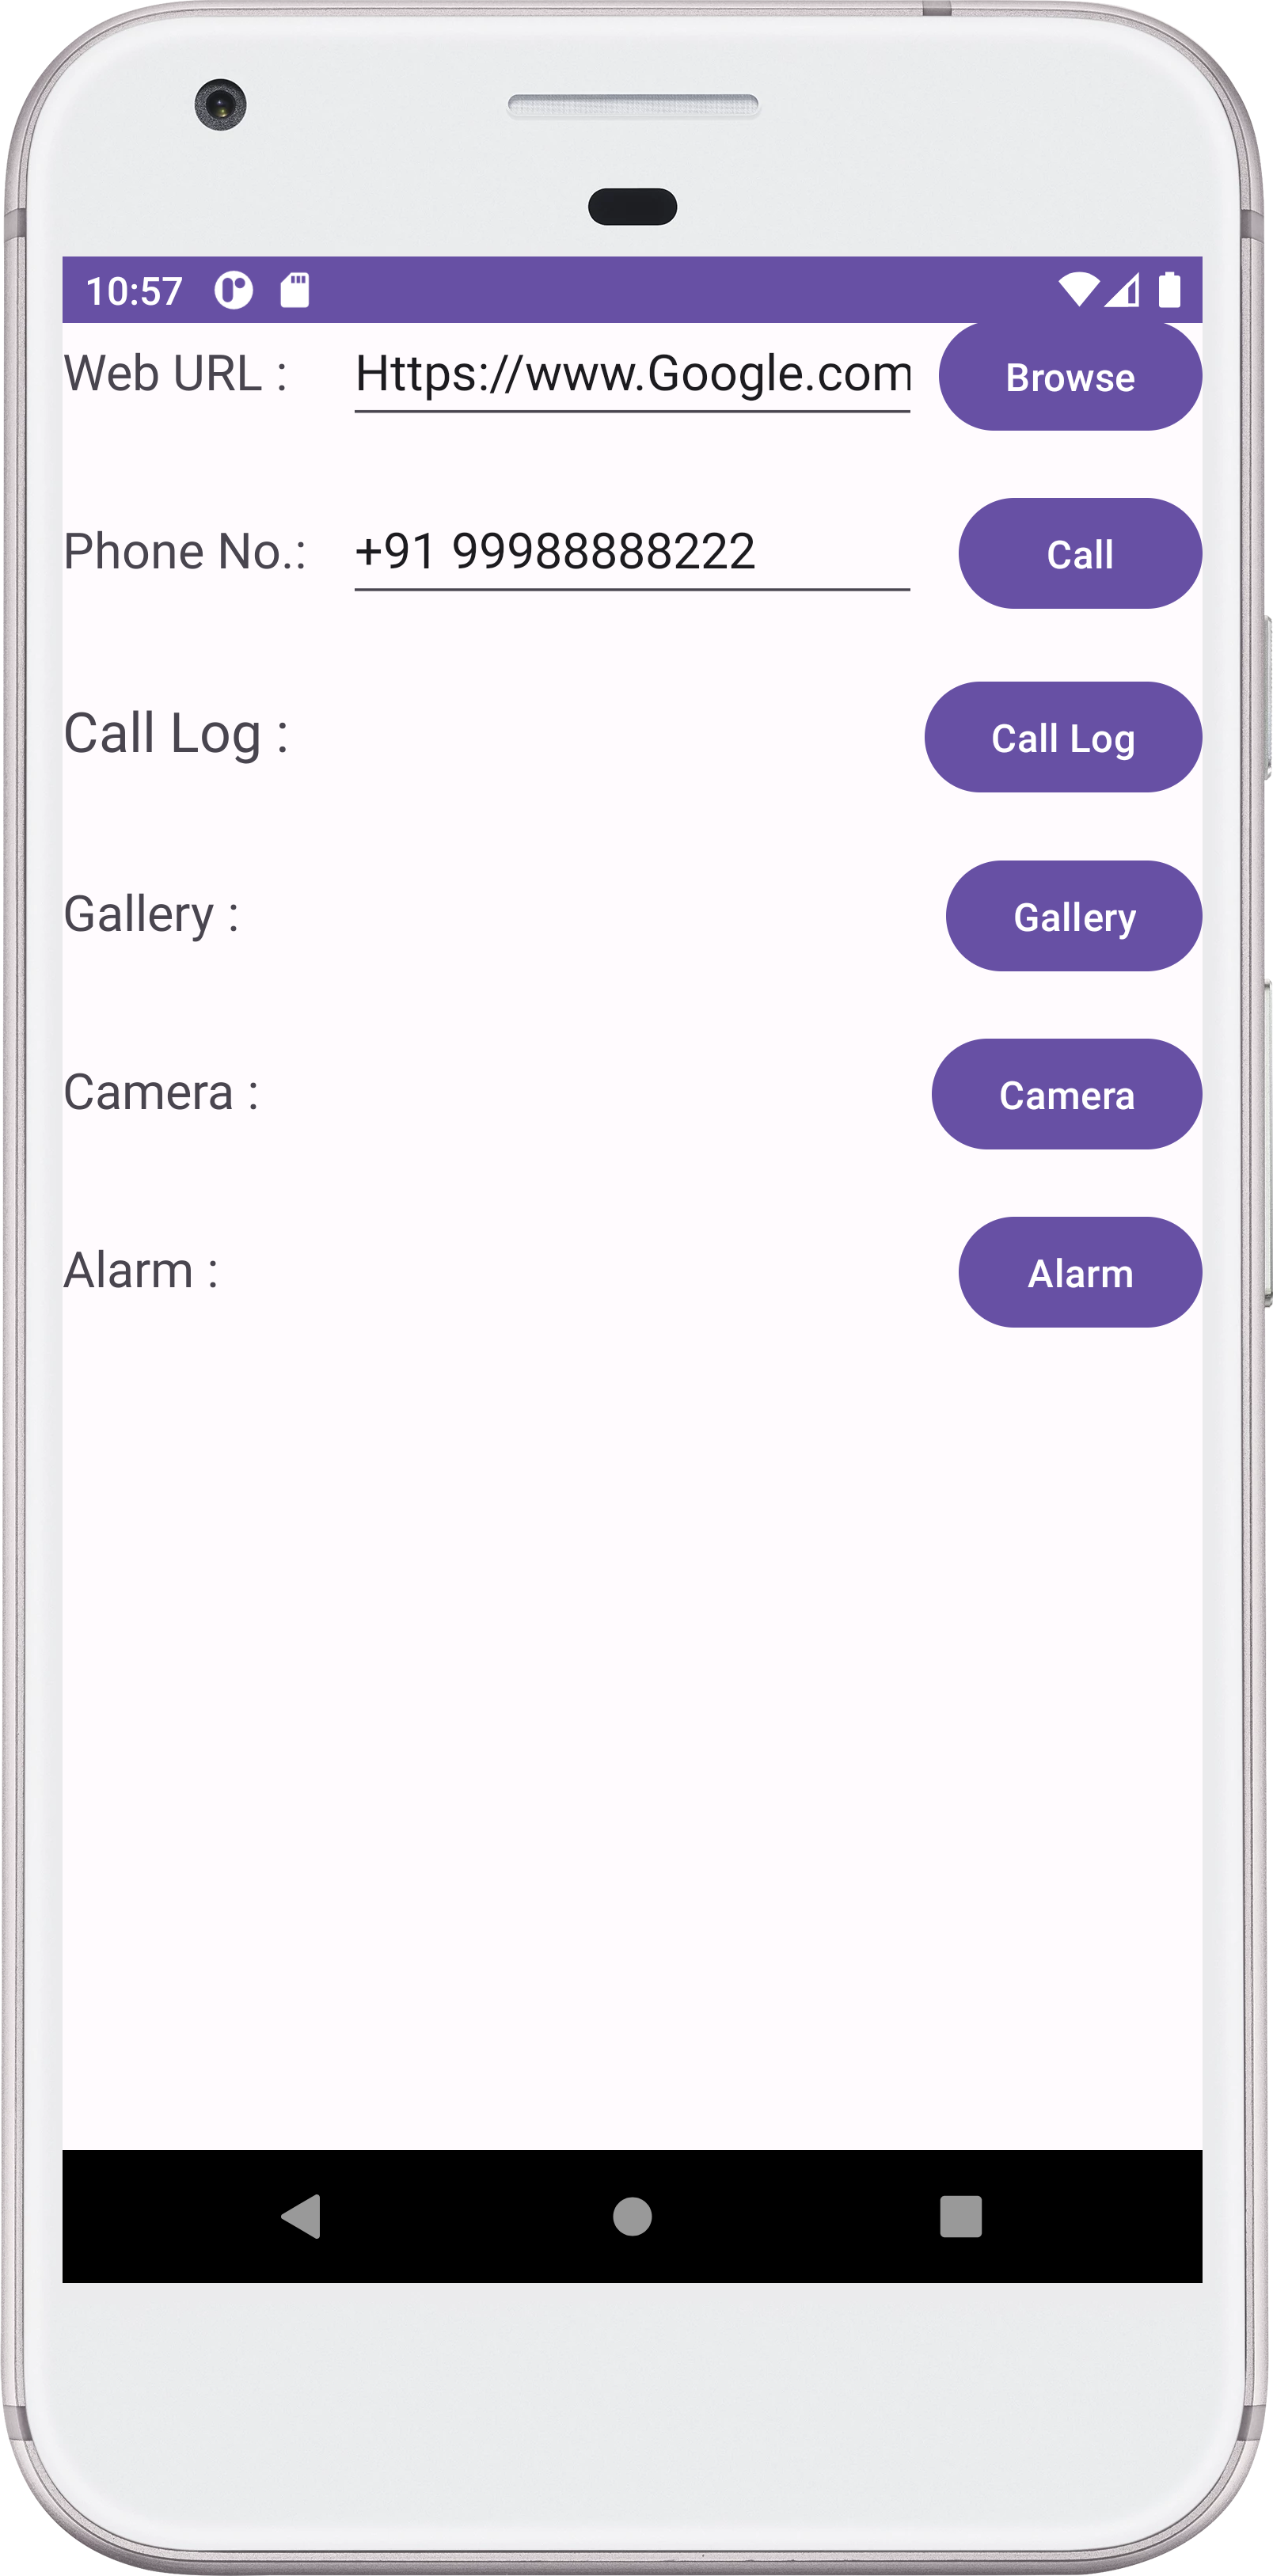 10:57
Web URL : Https://www.Google.com Browse
Phone No.: +91 99988888222 Call
Call Log : Call Log
Gallery : Gallery
Camera : Camera
Alarm : Alarm